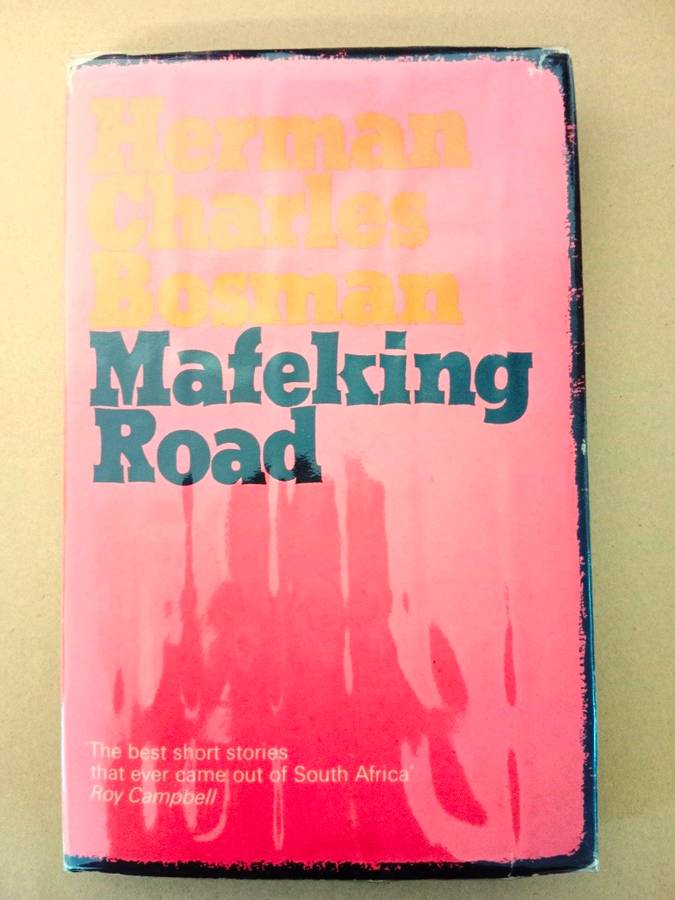 Herman
Charles
Bosman
Mafeking
Road
'The best short stories
that ever came out of South Africa'
Roy Campbell